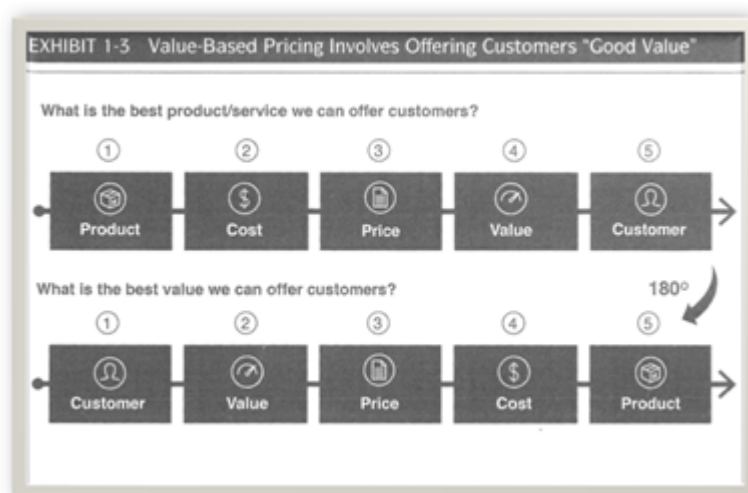 EXHIBIT 1-3 Value-Based Pricing Involves Offering Customers "Good Value"
What is the best product/service we can offer customers?
1 2 3 4 5
$
Product Cost Price Value Customer
What is the best value we can offer customers? 180°
1 2 3 4 5
$
Customer Value Price Cost Product